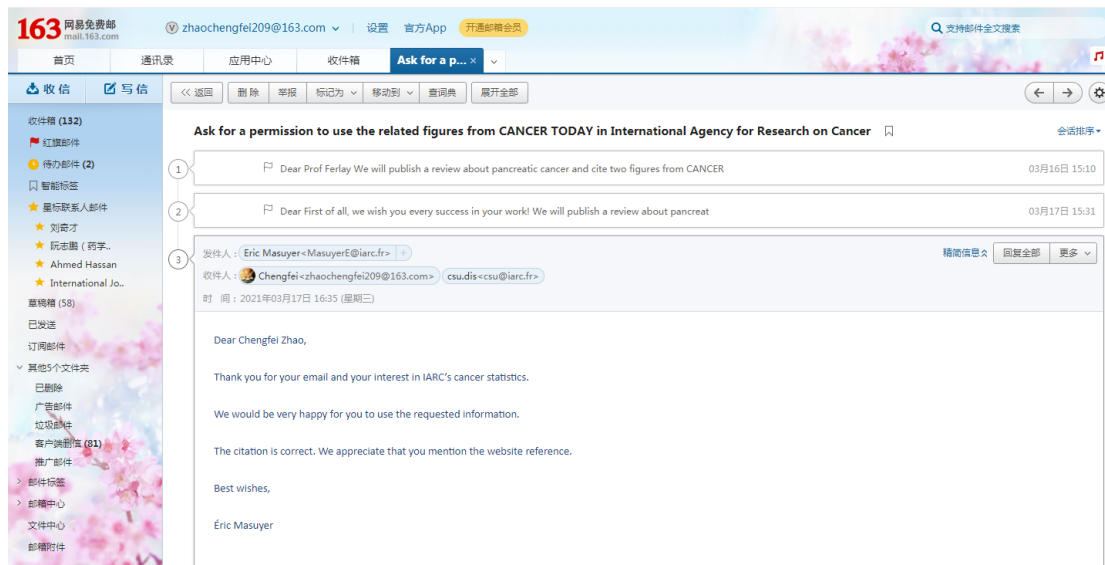 163 网易免费邮
mail.163.com
zhaochengfei209@163.com 设置 官方App 开通邮箱会员
支持邮件全文搜索
首页 通讯录 应用中心 收件箱 Ask for a p... ×
收信 写信
<< 返回 删除 举报 标记为 移动到 查词典 展开全部
收件箱 (132)
红旗邮件
待办邮件 (2)
智能标签
星标联系人邮件
刘奇才
阮志鹏（药学..
Ahmed Hassan
International Jo..
草稿箱 (58)
已发送
订阅邮件
其他5个文件夹
已删除
广告邮件
垃圾邮件
客户端删信 (81)
推广邮件
邮件标签
邮箱中心
文件中心
邮箱附件
Ask for a permission to use the related figures from CANCER TODAY in International Agency for Research on Cancer 会话排序
1 Dear Prof Ferlay We will publish a review about pancreatic cancer and cite two figures from CANCER 03月16日 15:10
2 Dear First of all, we wish you every success in your work! We will publish a review about pancreat 03月17日 15:31
3 发件人：Eric Masuyer<MasuyerE@iarc.fr> + 精简信息 回复全部 更多
收件人：Chengfei<zhaochengfei209@163.com> csu.dis<csu@iarc.fr>
时 间：2021年03月17日 16:35 (星期三)
Dear Chengfei Zhao,
Thank you for your email and your interest in IARC’s cancer statistics.
We would be very happy for you to use the requested information.
The citation is correct. We appreciate that you mention the website reference.
Best wishes,
Éric Masuyer